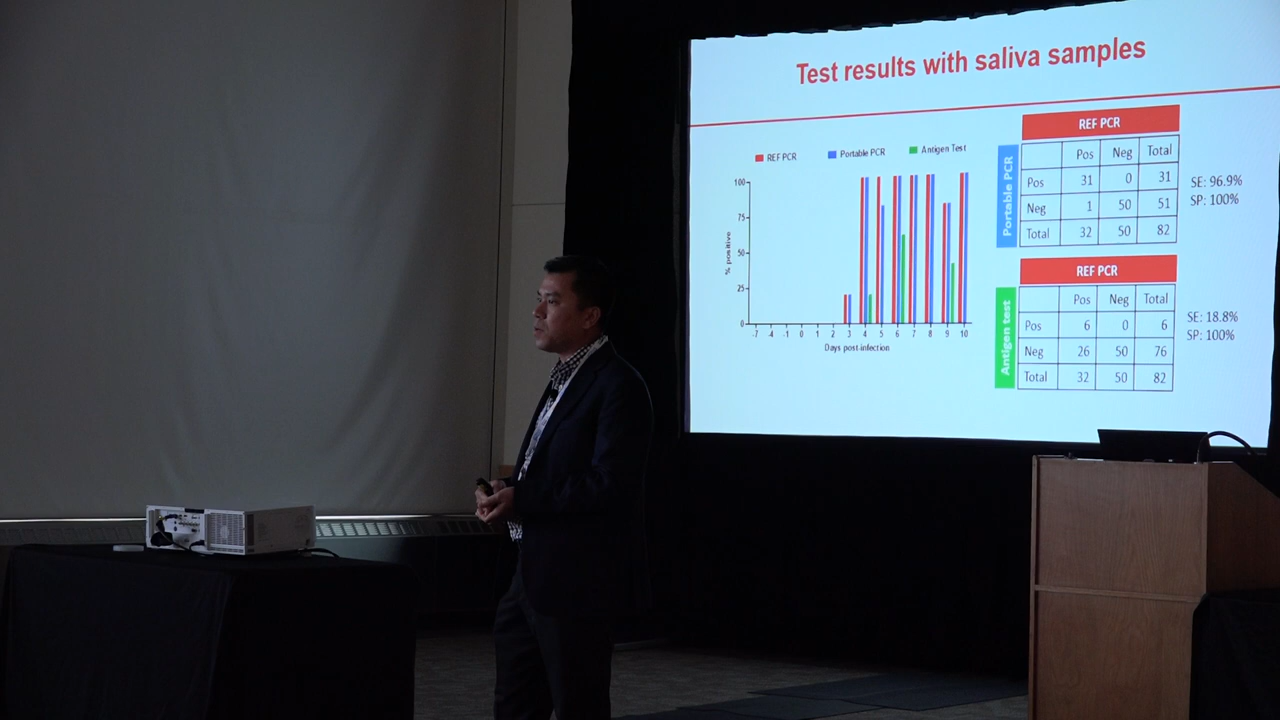 Test results with saliva samples
REF PCR
Portable PCR
Antigen Test
100
75
50
25
0
% positive
-7 -4 -1 0 1 2 3 4 5 6 7 8 9 10
Days post-infection
Portable PCR
REF PCR
Pos Neg Total
Pos 31 0 31
Neg 1 50 51
Total 32 50 82
SE: 96.9%
SP: 100%
Antigen test
REF PCR
Pos Neg Total
Pos 6 0 6
Neg 26 50 76
Total 32 50 82
SE: 18.8%
SP: 100%